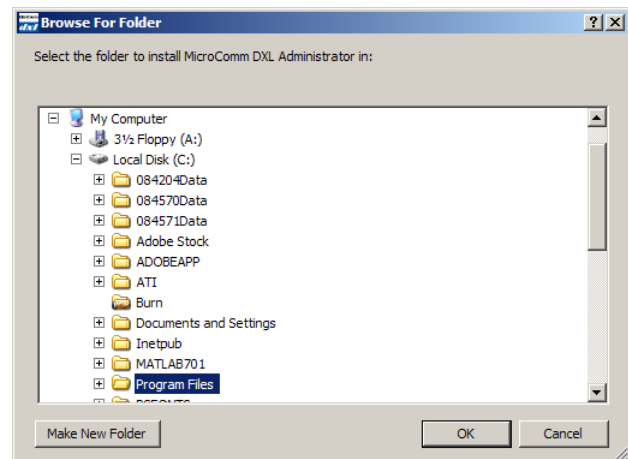 Browse For Folder
Select the folder to install MicroComm DXL Administrator in:
My Computer
3½ Floppy (A:)
Local Disk (C:)
084204Data
084570Data
084571Data
Adobe Stock
ADOBEAPP
ATI
Burn
Documents and Settings
Inetpub
MATLAB701
Program Files
Make New Folder
OK
Cancel